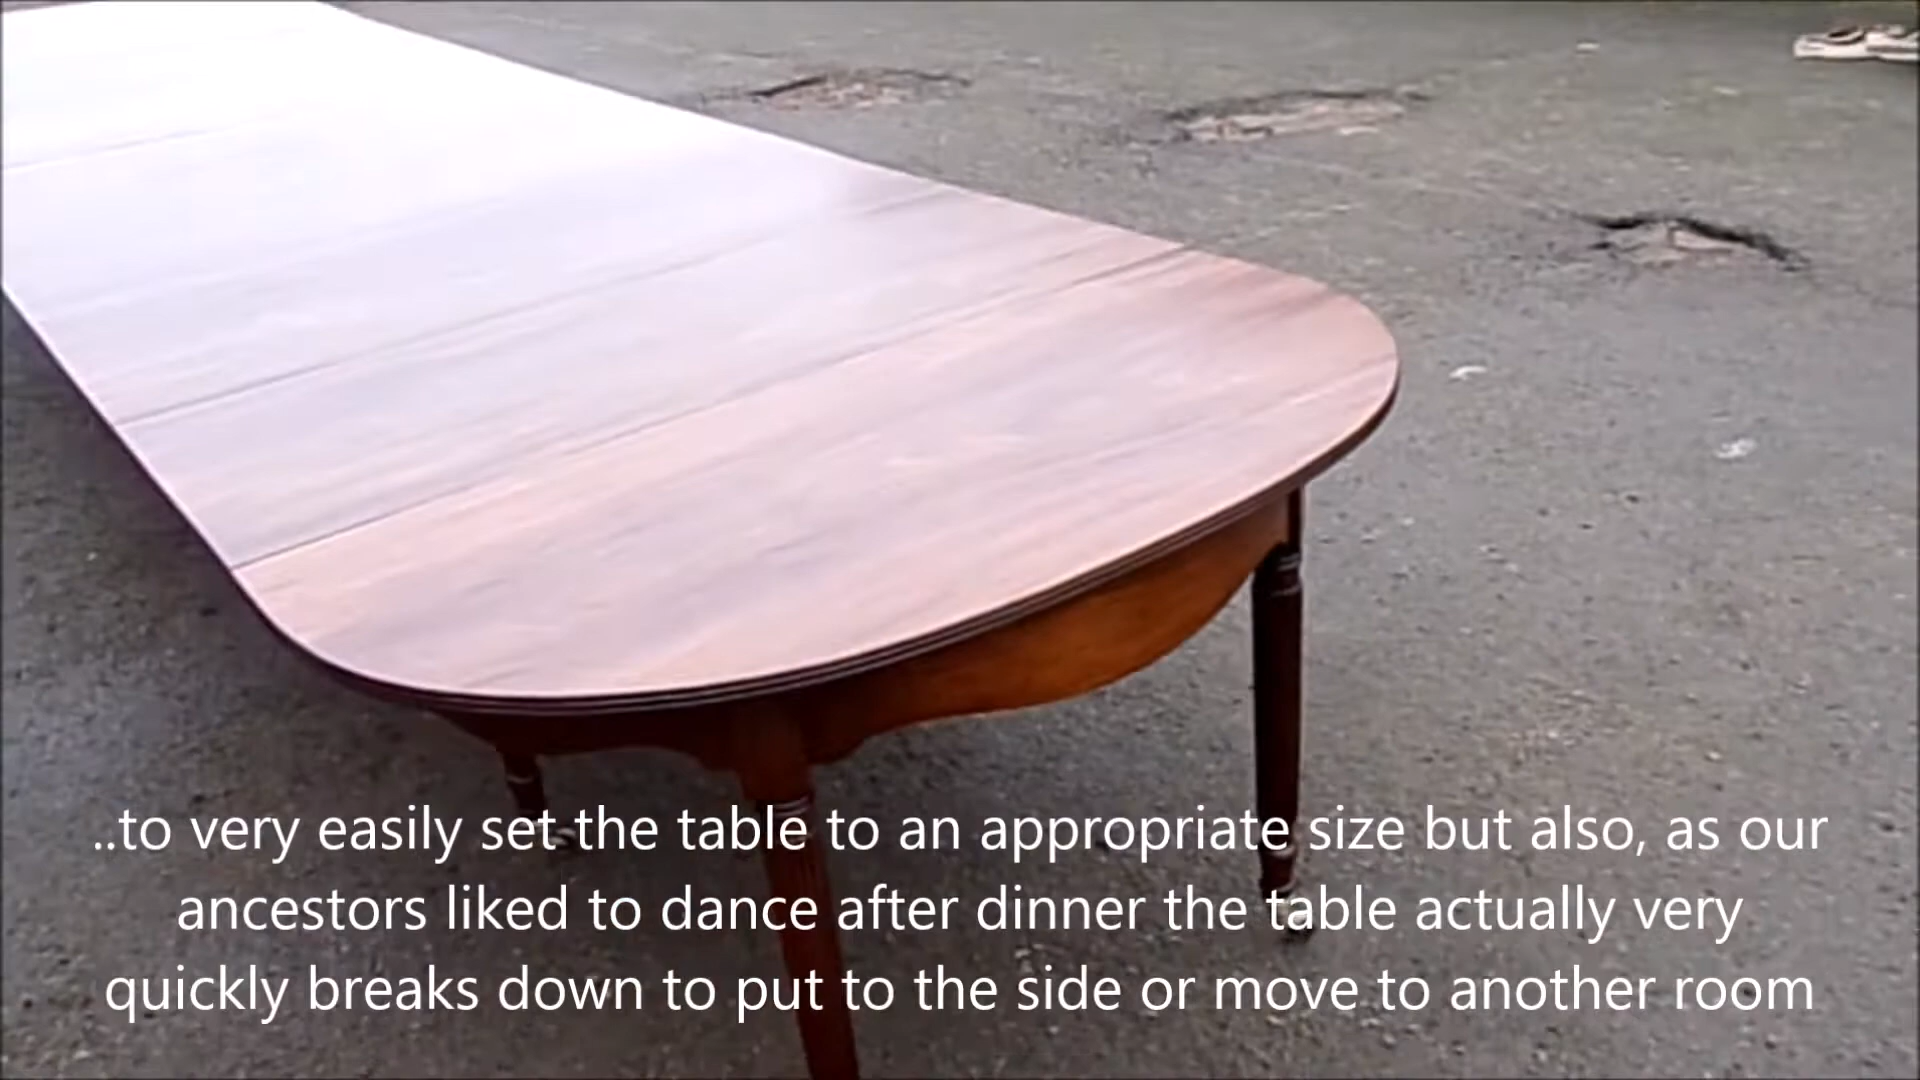 ..to very easily set the table to an appropriate size but also, as our
ancestors liked to dance after dinner the table actually very
quickly breaks down to put to the side or move to another room